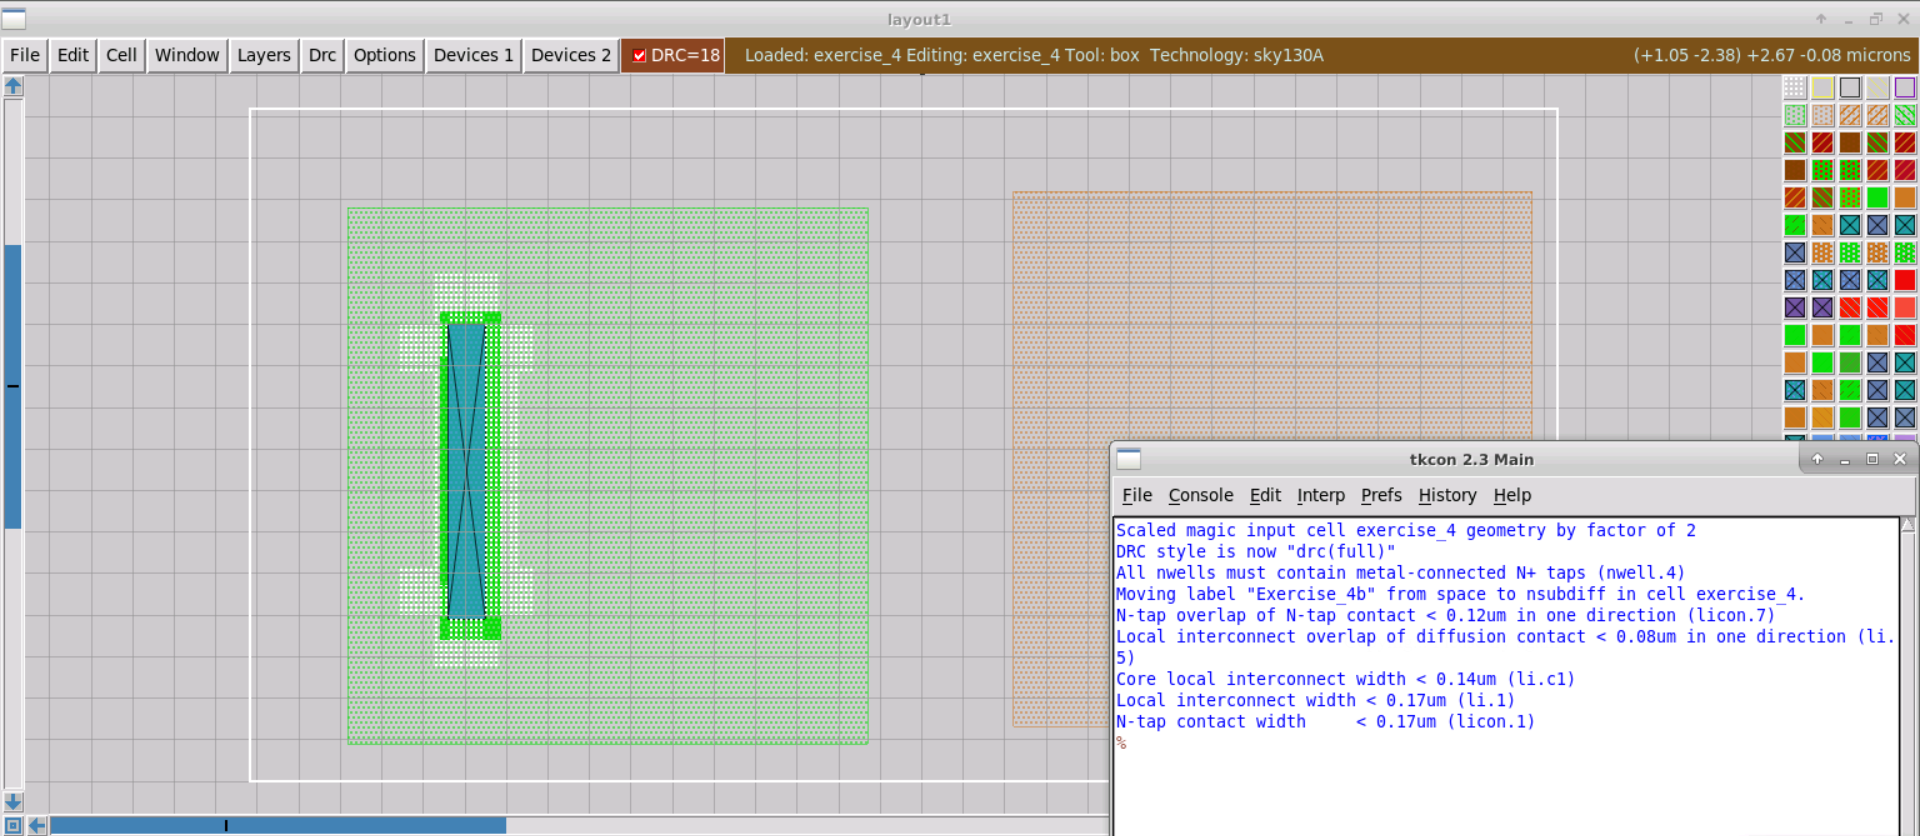 layout1
File Edit Cell Window Layers Drc Options Devices 1 Devices 2 DRC=18 Loaded: exercise_4 Editing: exercise_4 Tool: box Technology: sky130A (+1.05 -2.38) +2.67 -0.08 microns
tkcon 2.3 Main
File Console Edit Interp Prefs History Help
Scaled magic input cell exercise_4 geometry by factor of 2
DRC style is now "drc(full)"
All nwells must contain metal-connected N+ taps (nwell.4)
Moving label "Exercise_4b" from space to nsubdiff in cell exercise_4.
N-tap overlap of N-tap contact < 0.12um in one direction (licon.7)
Local interconnect overlap of diffusion contact < 0.08um in one direction (li.
5)
Core local interconnect width < 0.14um (li.c1)
Local interconnect width < 0.17um (li.1)
N-tap contact width     < 0.17um (licon.1)
%